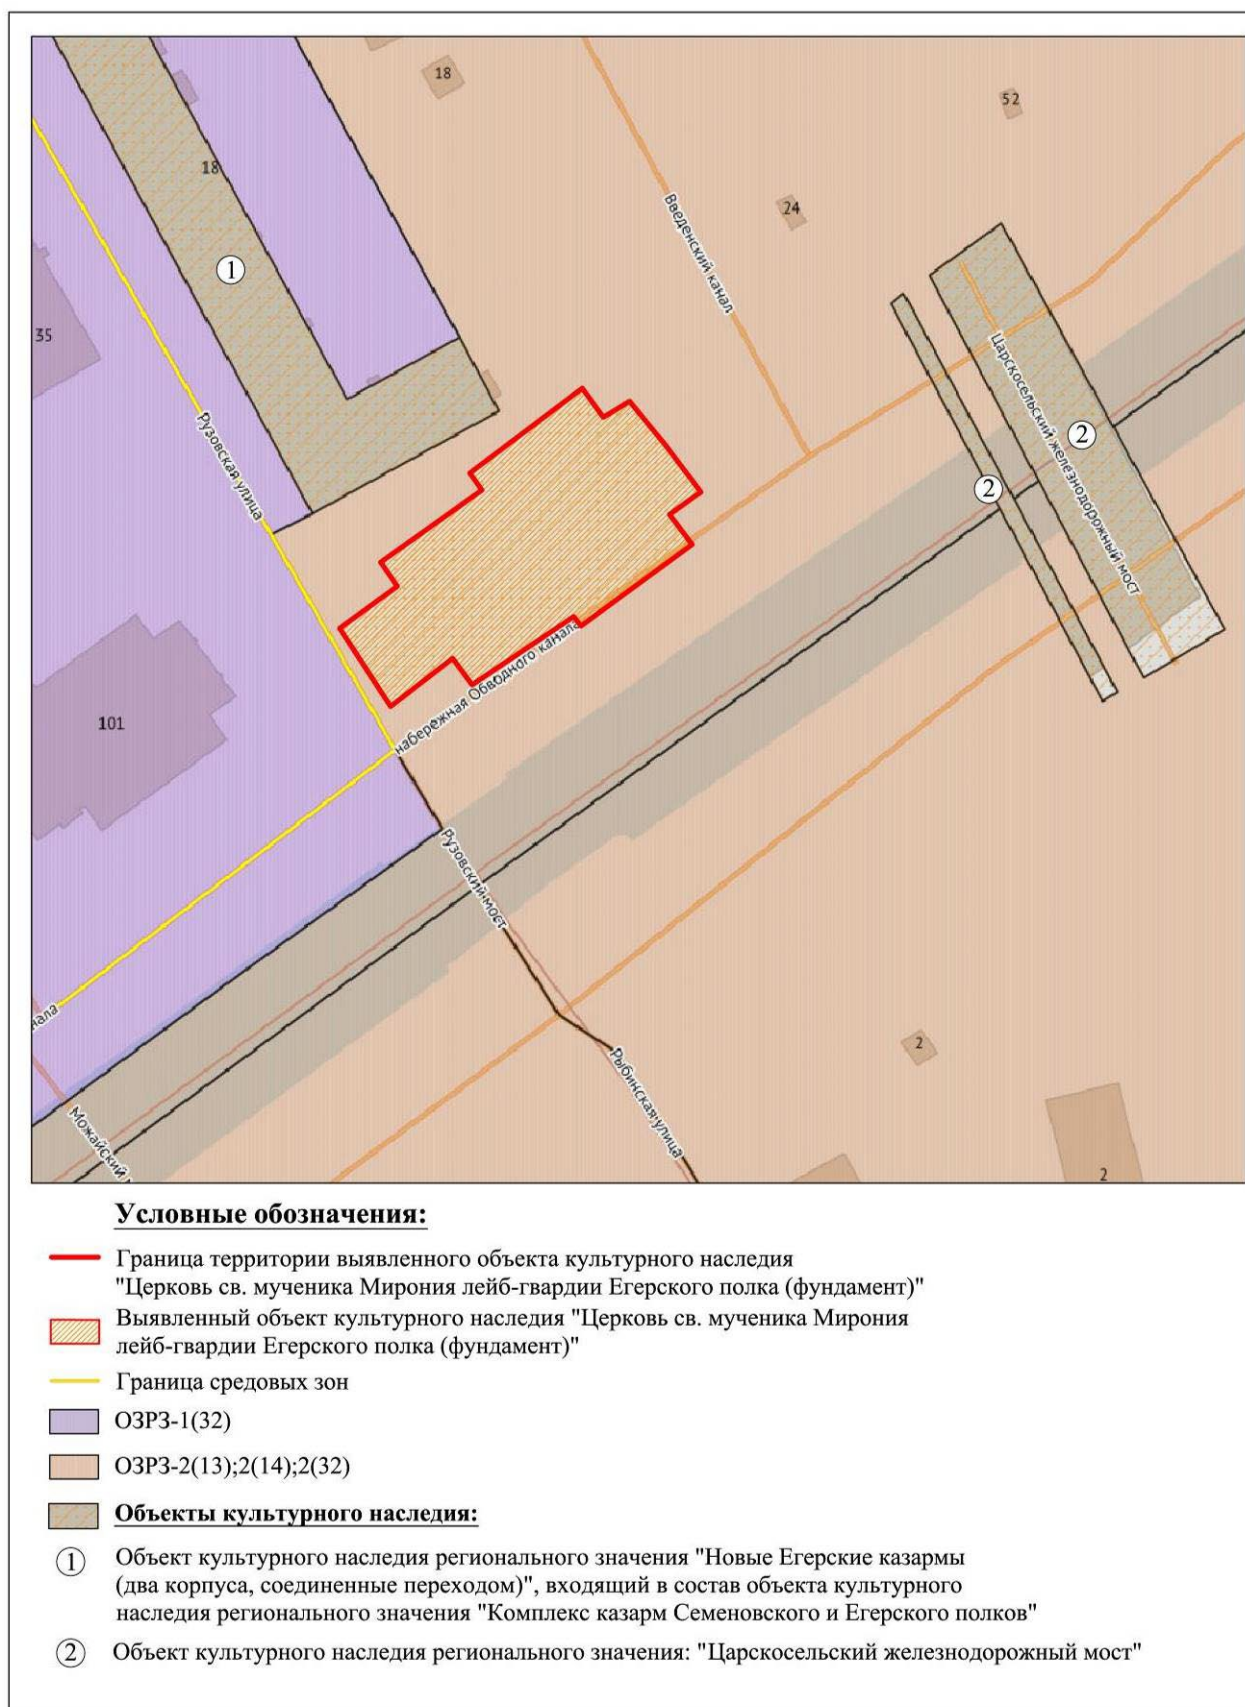 18
52
18
24
Введенский канал
1
35
Рузовская улица
Царскосельский железнодорожный мост
2
2
101
набережная Обводного канала
Рузовский мост
нала
Можайский
Рыбинская улица
2
2
Условные обозначения:
Граница территории выявленного объекта культурного наследия
"Церковь св. мученика Мирония лейб-гвардии Егерского полка (фундамент)"
Выявленный объект культурного наследия "Церковь св. мученика Мирония
лейб-гвардии Егерского полка (фундамент)"
Граница средовых зон
ОЗРЗ-1(32)
ОЗРЗ-2(13);2(14);2(32)
Объекты культурного наследия:
1 Объект культурного наследия регионального значения "Новые Егерские казармы
(два корпуса, соединенные переходом)", входящий в состав объекта культурного
наследия регионального значения "Комплекс казарм Семеновского и Егерского полков"
2 Объект культурного наследия регионального значения: "Царскосельский железнодорожный мост"